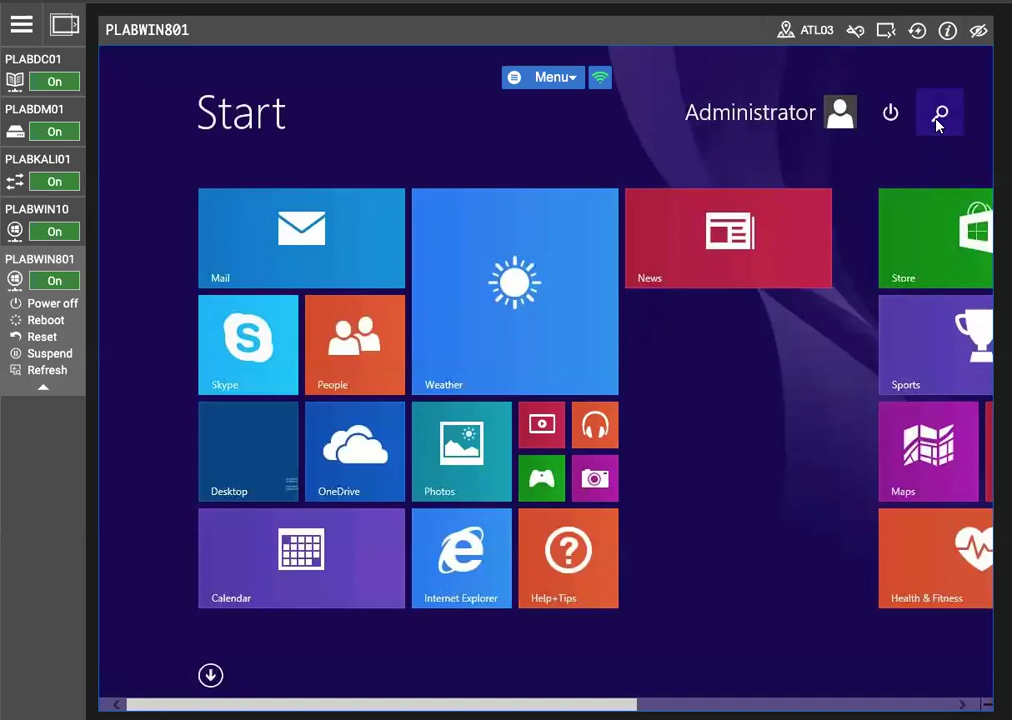 PLABWIN801
ATL03
PLABDC01
On
PLABDM01
On
PLABKALI01
On
PLABWIN10
On
PLABWIN801
On
Power off
Reboot
Reset
Suspend
Refresh
Menu
Start
Administrator
Mail
Weather
News
Store
Skype
People
Sports
Desktop
OneDrive
Photos
Maps
Calendar
Internet Explorer
Help+Tips
Health & Fitness